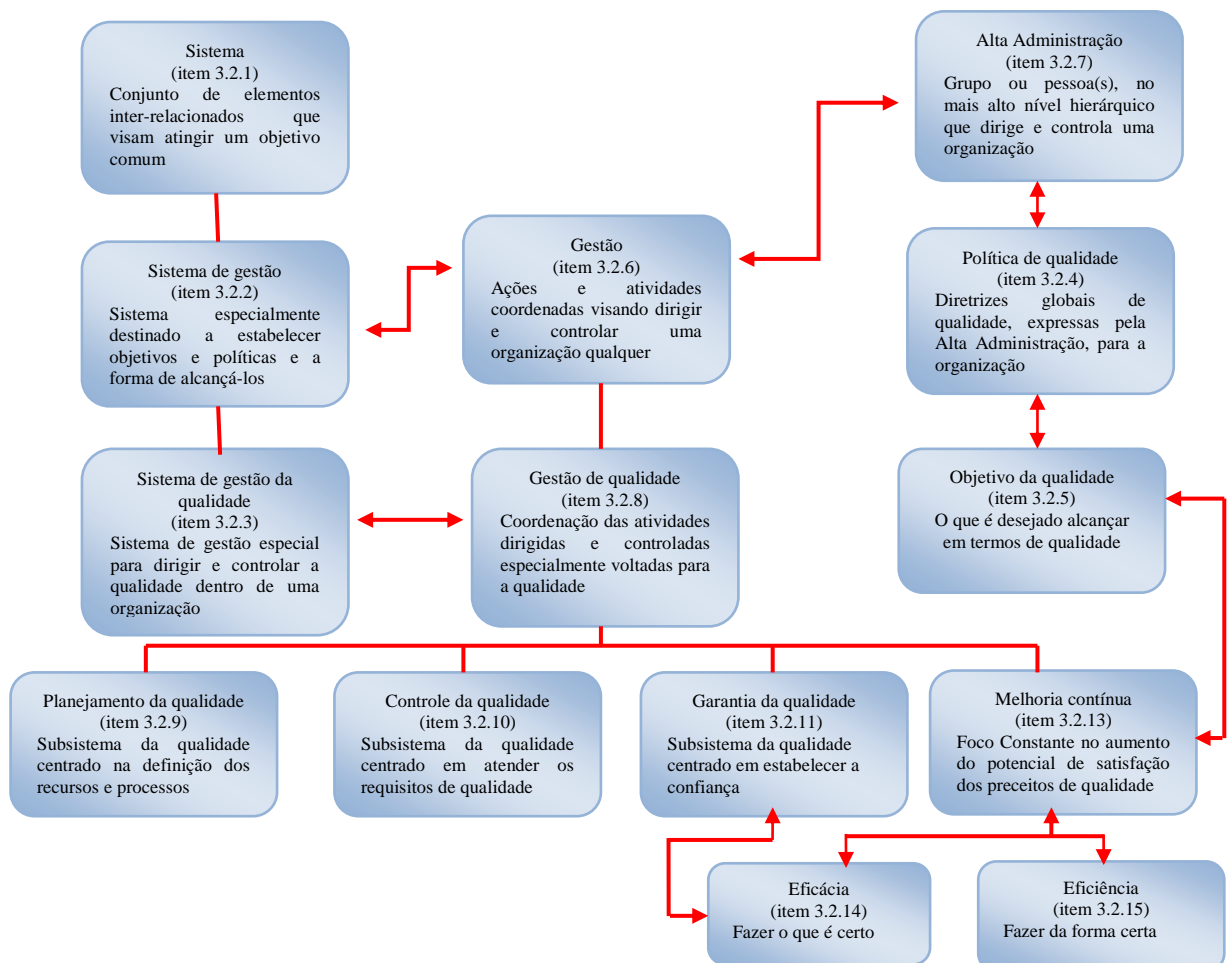 Sistema
(item 3.2.1)
Conjunto de elementos
inter-relacionados que
visam atingir um objetivo
comum
Alta Administração
(item 3.2.7)
Grupo ou pessoa(s), no
mais alto nível hierárquico
que dirige e controla uma
organização
Sistema de gestão
(item 3.2.2)
Sistema especialmente
destinado a estabelecer
objetivos e políticas e a
forma de alcançá-los
Gestão
(item 3.2.6)
Ações e atividades
coordenadas visando dirigir
e controlar uma
organização qualquer
Política de qualidade
(item 3.2.4)
Diretrizes globais de
qualidade, expressas pela
Alta Administração, para a
organização
Sistema de gestão da
qualidade
(item 3.2.3)
Sistema de gestão especial
para dirigir e controlar a
qualidade dentro de uma
organização
Gestão de qualidade
(item 3.2.8)
Coordenação das atividades
dirigidas e controladas
especialmente voltadas para
a qualidade
Objetivo da qualidade
(item 3.2.5)
O que é desejado alcançar
em termos de qualidade
Planejamento da qualidade
(item 3.2.9)
Subsistema da qualidade
centrado na definição dos
recursos e processos
Controle da qualidade
(item 3.2.10)
Subsistema da qualidade
centrado em atender os
requisitos de qualidade
Garantia da qualidade
(item 3.2.11)
Subsistema da qualidade
centrado em estabelecer a
confiança
Melhoria contínua
(item 3.2.13)
Foco Constante no aumento
do potencial de satisfação
dos preceitos de qualidade
Eficácia
(item 3.2.14)
Fazer o que é certo
Eficiência
(item 3.2.15)
Fazer da forma certa